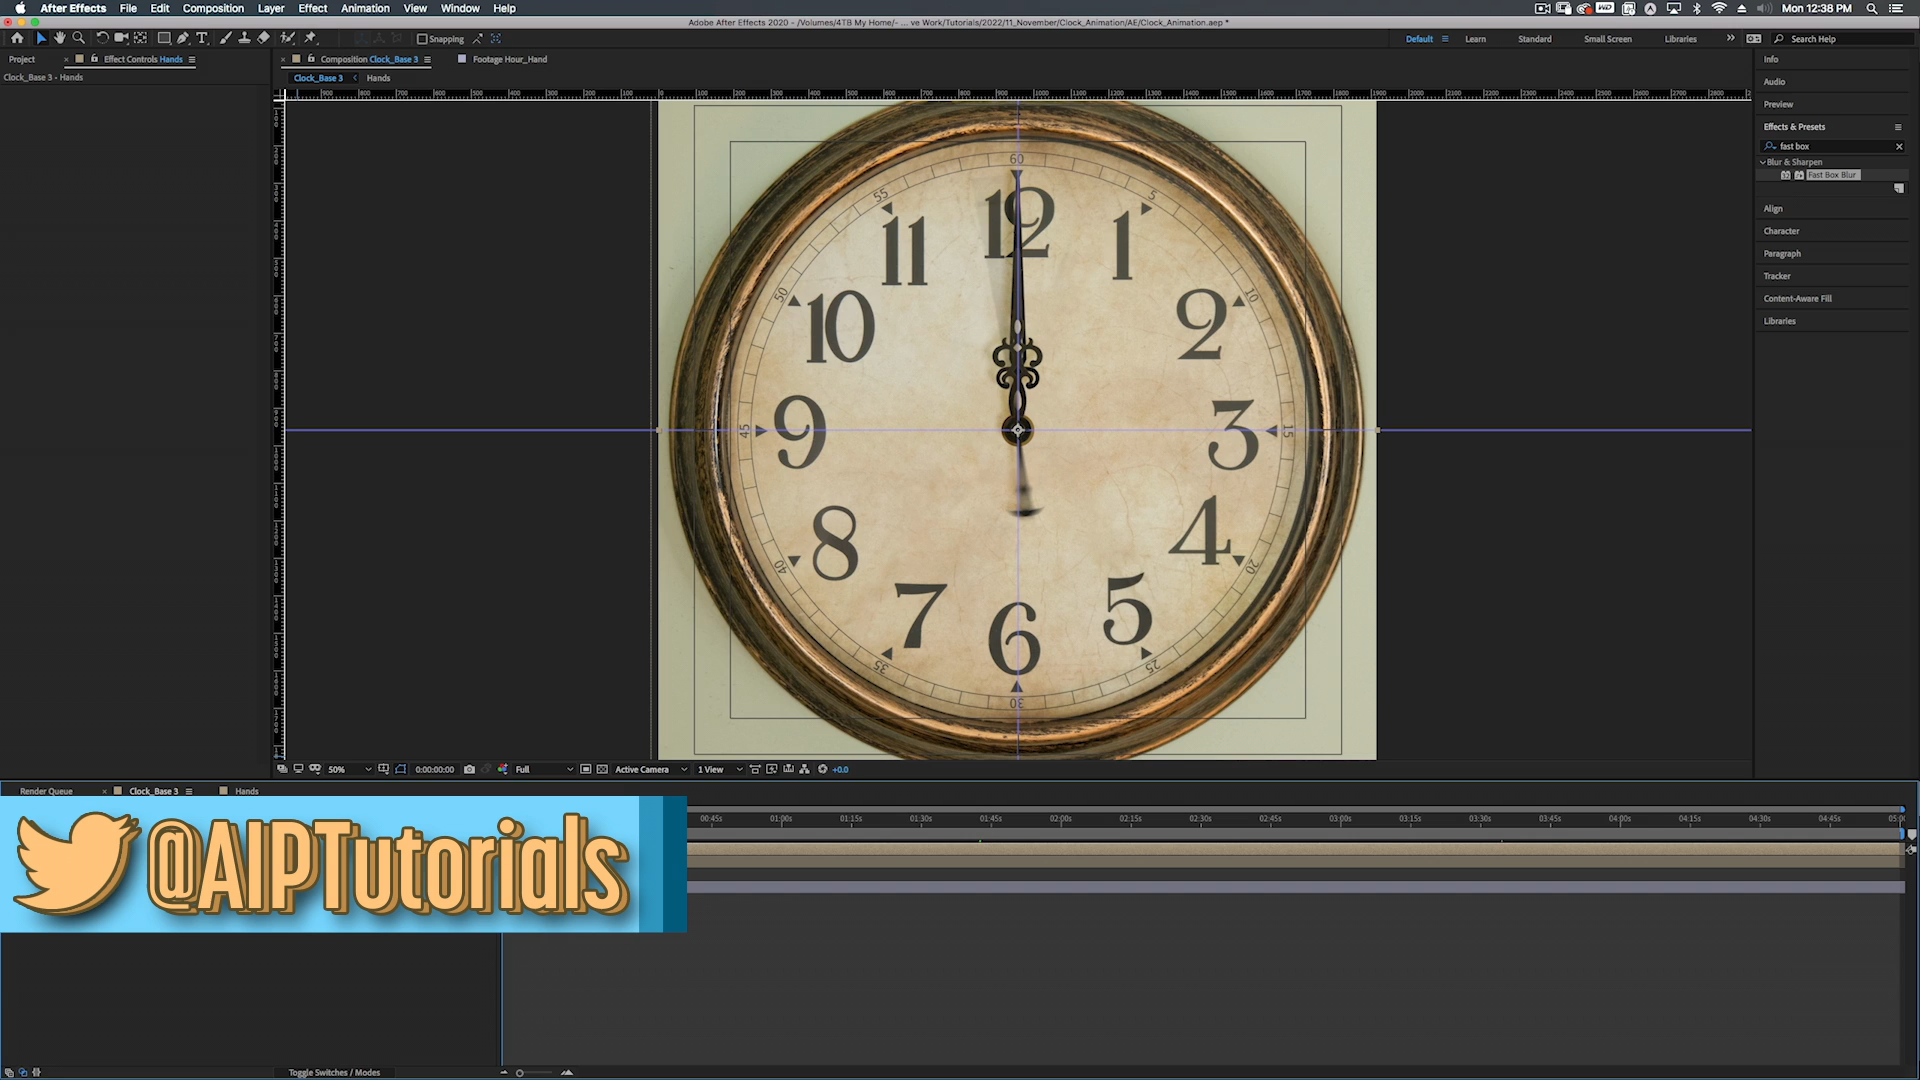 After Effects File Edit Composition Layer Effect Animation View Window Help
Mon 12:38 PM
Adobe After Effects 2020 - /Volumes/4TB My Home/- ... ve Work/Tutorials/2022/11_November/Clock_Animation/AE/Clock_Animation.aep *
Snapping
Default Learn Standard Small Screen Libraries Search Help
Project Effect Controls Hands Composition Clock_Base 3 Footage Hour_Hand
Clock_Base 3 - Hands
Clock_Base 3 Hands
Info
Audio
Preview
Effects & Presets
fast box
Blur & Sharpen
Fast Box Blur
Align
Character
Paragraph
Tracker
Content-Aware Fill
Libraries
60 5 10 15 20 25 30 35 40 45 50 55
12 1 2 3 4 5 6 7 8 9 10 11
50% 0:00:00:00 Full Active Camera 1 View +0.0
Render Queue Clock_Base 3 Hands
00:45s 01:00s 01:15s 01:30s 01:45s 02:00s 02:15s 02:30s 02:45s 03:00s 03:15s 03:30s 03:45s 04:00s 04:15s 04:30s 04:45s
@AIPTutorials
Toggle Switches / Modes